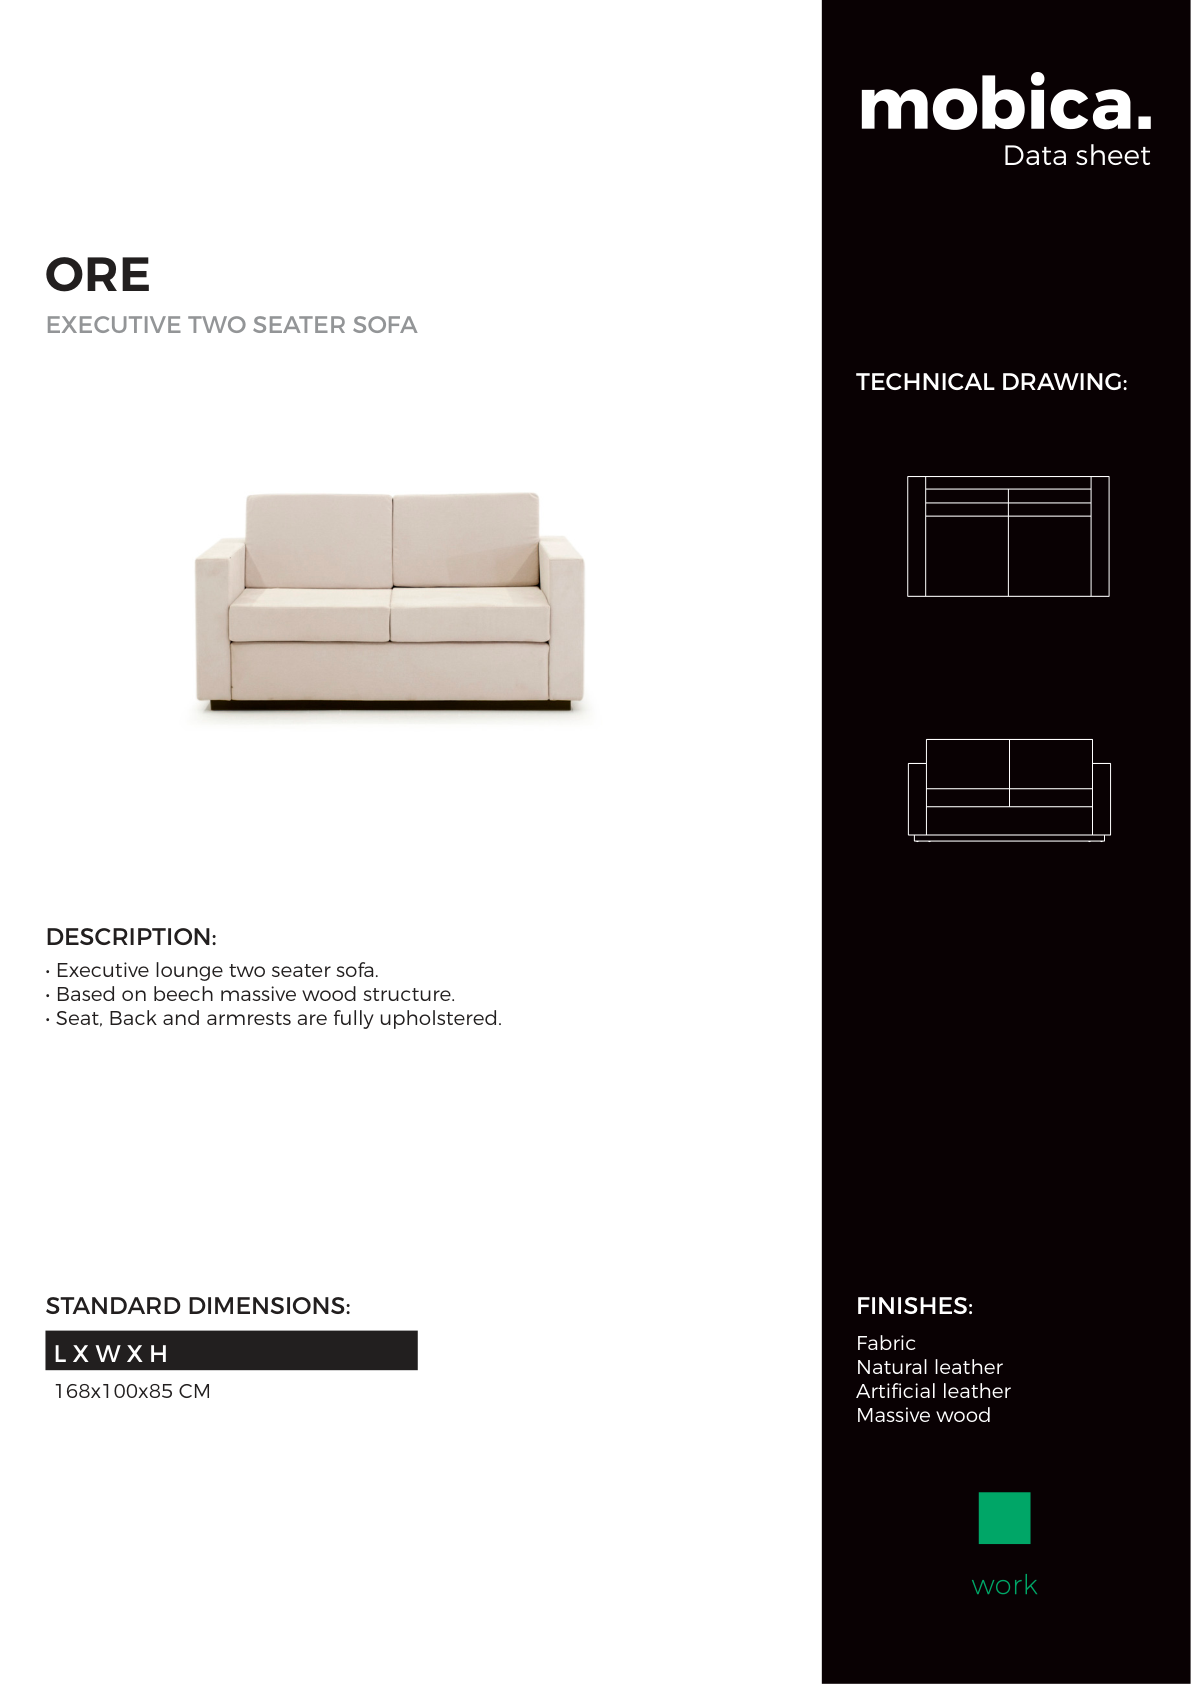 mobica.
Data sheet
ORE
EXECUTIVE TWO SEATER SOFA
TECHNICAL DRAWING:
DESCRIPTION:
• Executive lounge two seater sofa.
• Based on beech massive wood structure.
• Seat, Back and armrests are fully upholstered.
STANDARD DIMENSIONS:
L X W X H
168x100x85 CM
FINISHES:
Fabric
Natural leather
Artificial leather
Massive wood
work